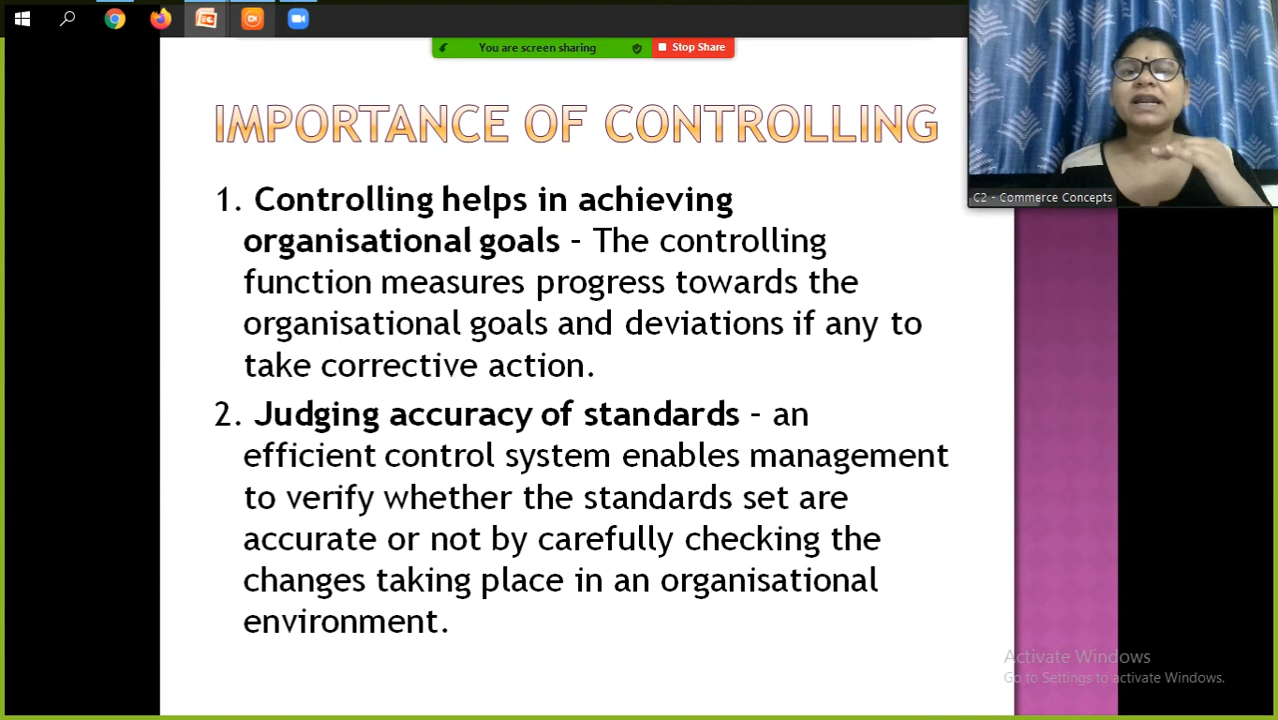 You are screen sharing
Stop Share
IMPORTANCE OF CONTROLLING
C2 - Commerce Concepts
1. Controlling helps in achieving
organisational goals – The controlling
function measures progress towards the
organisational goals and deviations if any to
take corrective action.
2. Judging accuracy of standards – an
efficient control system enables management
to verify whether the standards set are
accurate or not by carefully checking the
changes taking place in an organisational
environment.
Activate Windows
Go to Settings to activate Windows.